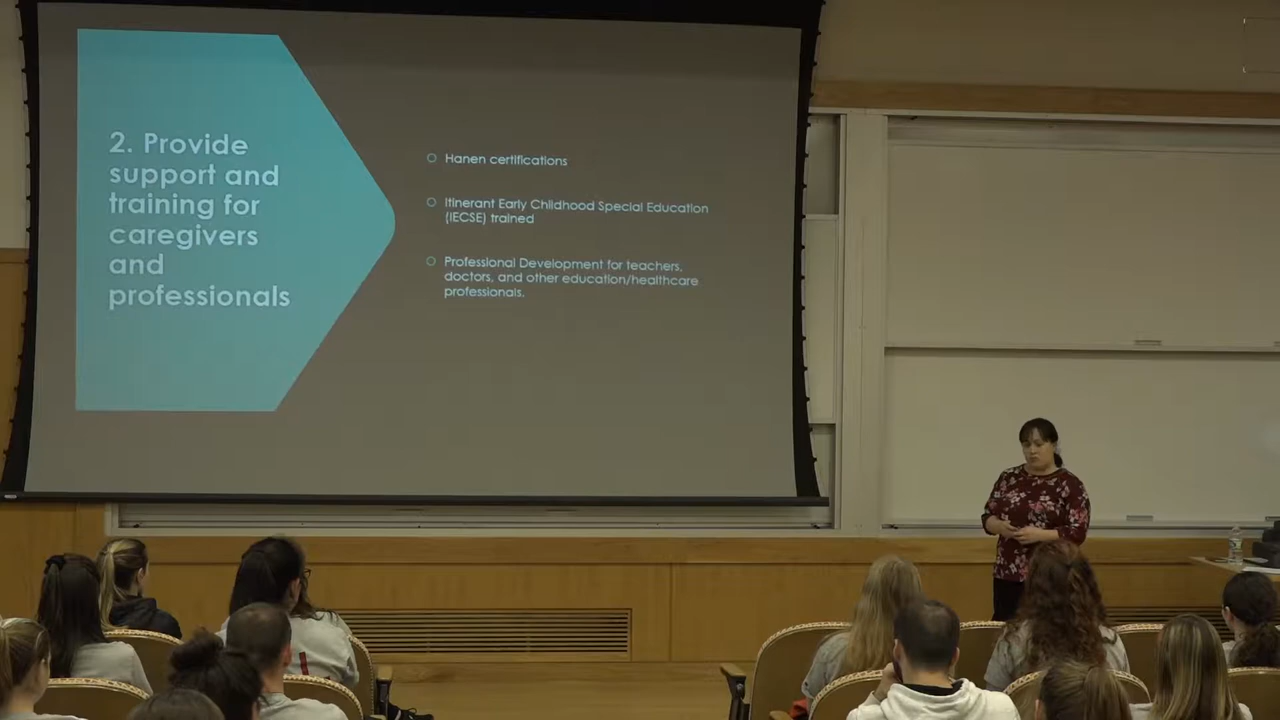 2. Provide
support and
training for
caregivers
and
professionals
Hanen certifications
Itinerant Early Childhood Special Education
(IECSE) trained
Professional Development for teachers,
doctors, and other education/healthcare
professionals.